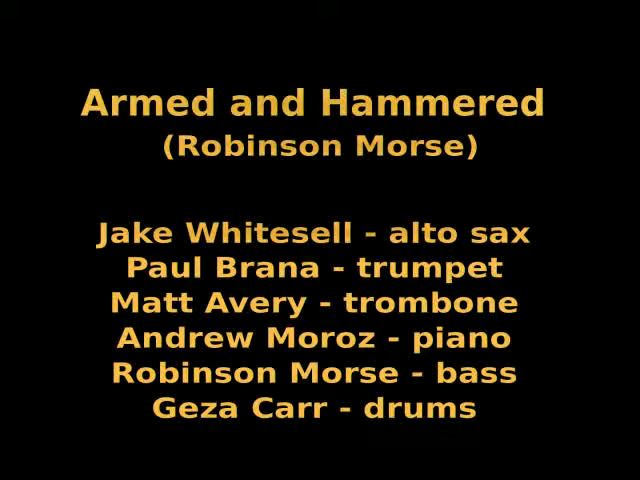 Armed and Hammered
(Robinson Morse)
Jake Whitesell - alto sax
Paul Brana - trumpet
Matt Avery - trombone
Andrew Moroz - piano
Robinson Morse - bass
Geza Carr - drums